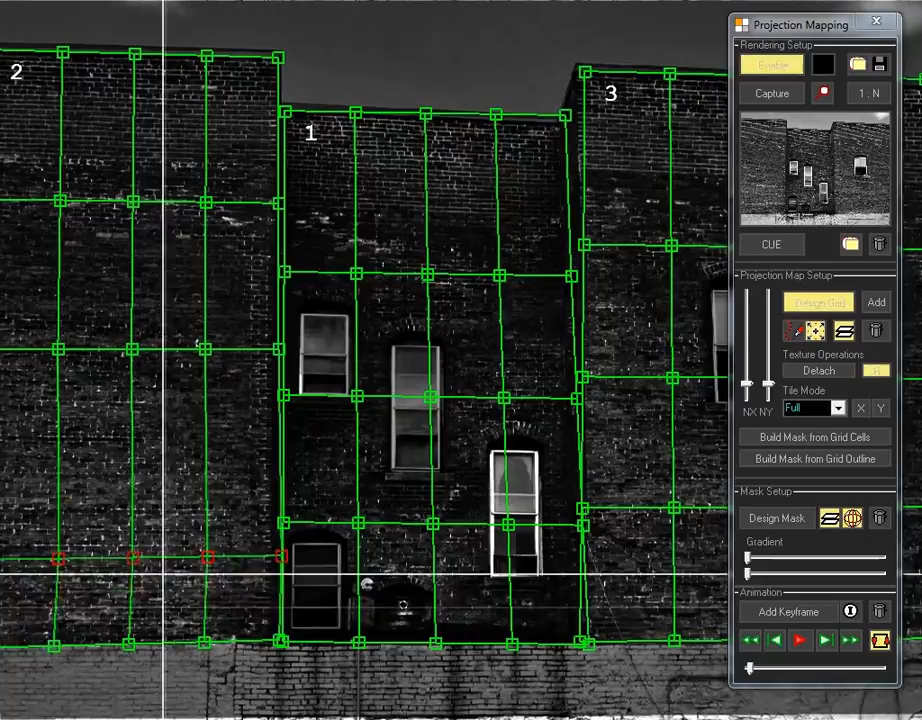 2
1
3
Projection Mapping
Rendering Setup
Enable
Capture
1 : N
CUE
Projection Map Setup
Design Grid
Add
Texture Operations
Detach
Tile Mode
NX NY
Full
X
Y
Build Mask from Grid Cells
Build Mask from Grid Outline
Mask Setup
Design Mask
Gradient
Animation
Add Keyframe